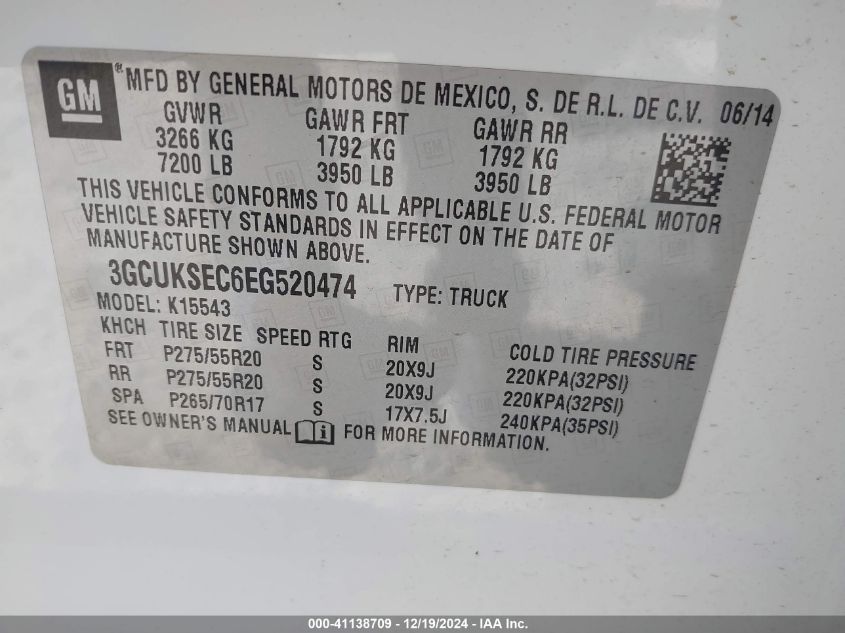 GM ® MFD BY GENERAL MOTORS DE MEXICO, S. DE R.L. DE C.V. 06/14
GVWR GAWR FRT GAWR RR
3266 KG 1792 KG 1792 KG
7200 LB 3950 LB 3950 LB
THIS VEHICLE CONFORMS TO ALL APPLICABLE U.S. FEDERAL MOTOR
VEHICLE SAFETY STANDARDS IN EFFECT ON THE DATE OF
MANUFACTURE SHOWN ABOVE.
3GCUKSEC6EG520474 TYPE: TRUCK
MODEL: K15543
KHCH TIRE SIZE SPEED RTG RIM COLD TIRE PRESSURE
FRT P275/55R20 S 20X9J 220KPA(32PSI)
RR P275/55R20 S 20X9J 220KPA(32PSI)
SPA P265/70R17 S 17X7.5J 240KPA(35PSI)
SEE OWNER'S MANUAL FOR MORE INFORMATION.
000-41138709 - 12/19/2024 - IAA Inc.